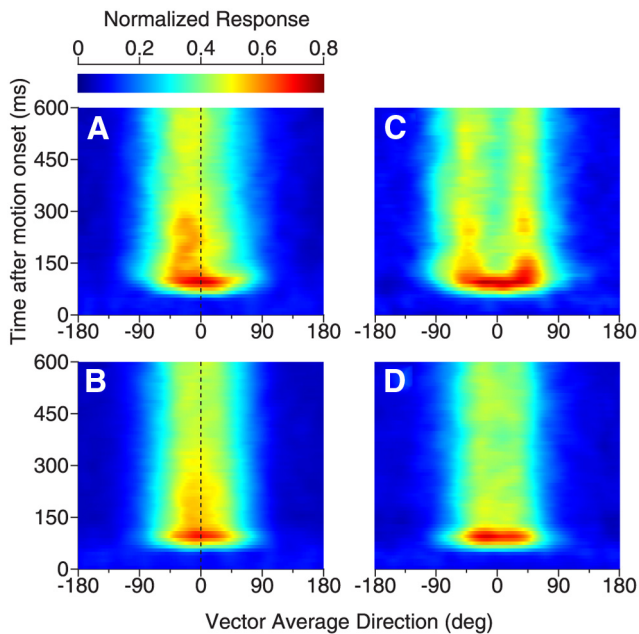 Normalized Response
0 0.2 0.4 0.6 0.8
Time after motion onset (ms)
600
450
300
150
0
A
-180 -90 0 90 180
C
-180 -90 0 90 180
600
450
300
150
0
B
-180 -90 0 90 180
D
-180 -90 0 90 180
Vector Average Direction (deg)